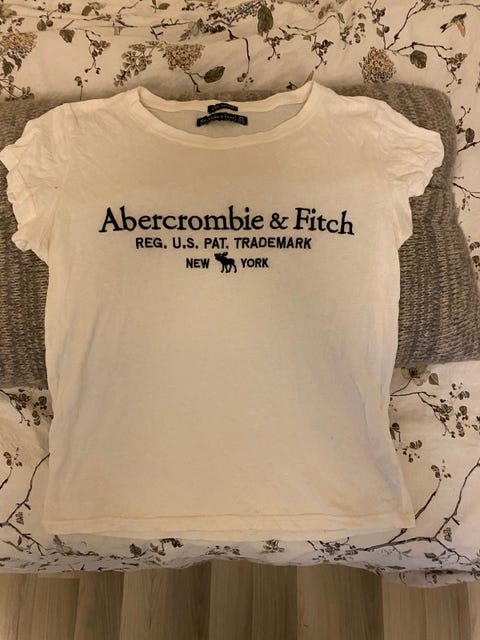 Abercrombie & Fitch
REG. U.S. PAT. TRADEMARK
NEW YORK